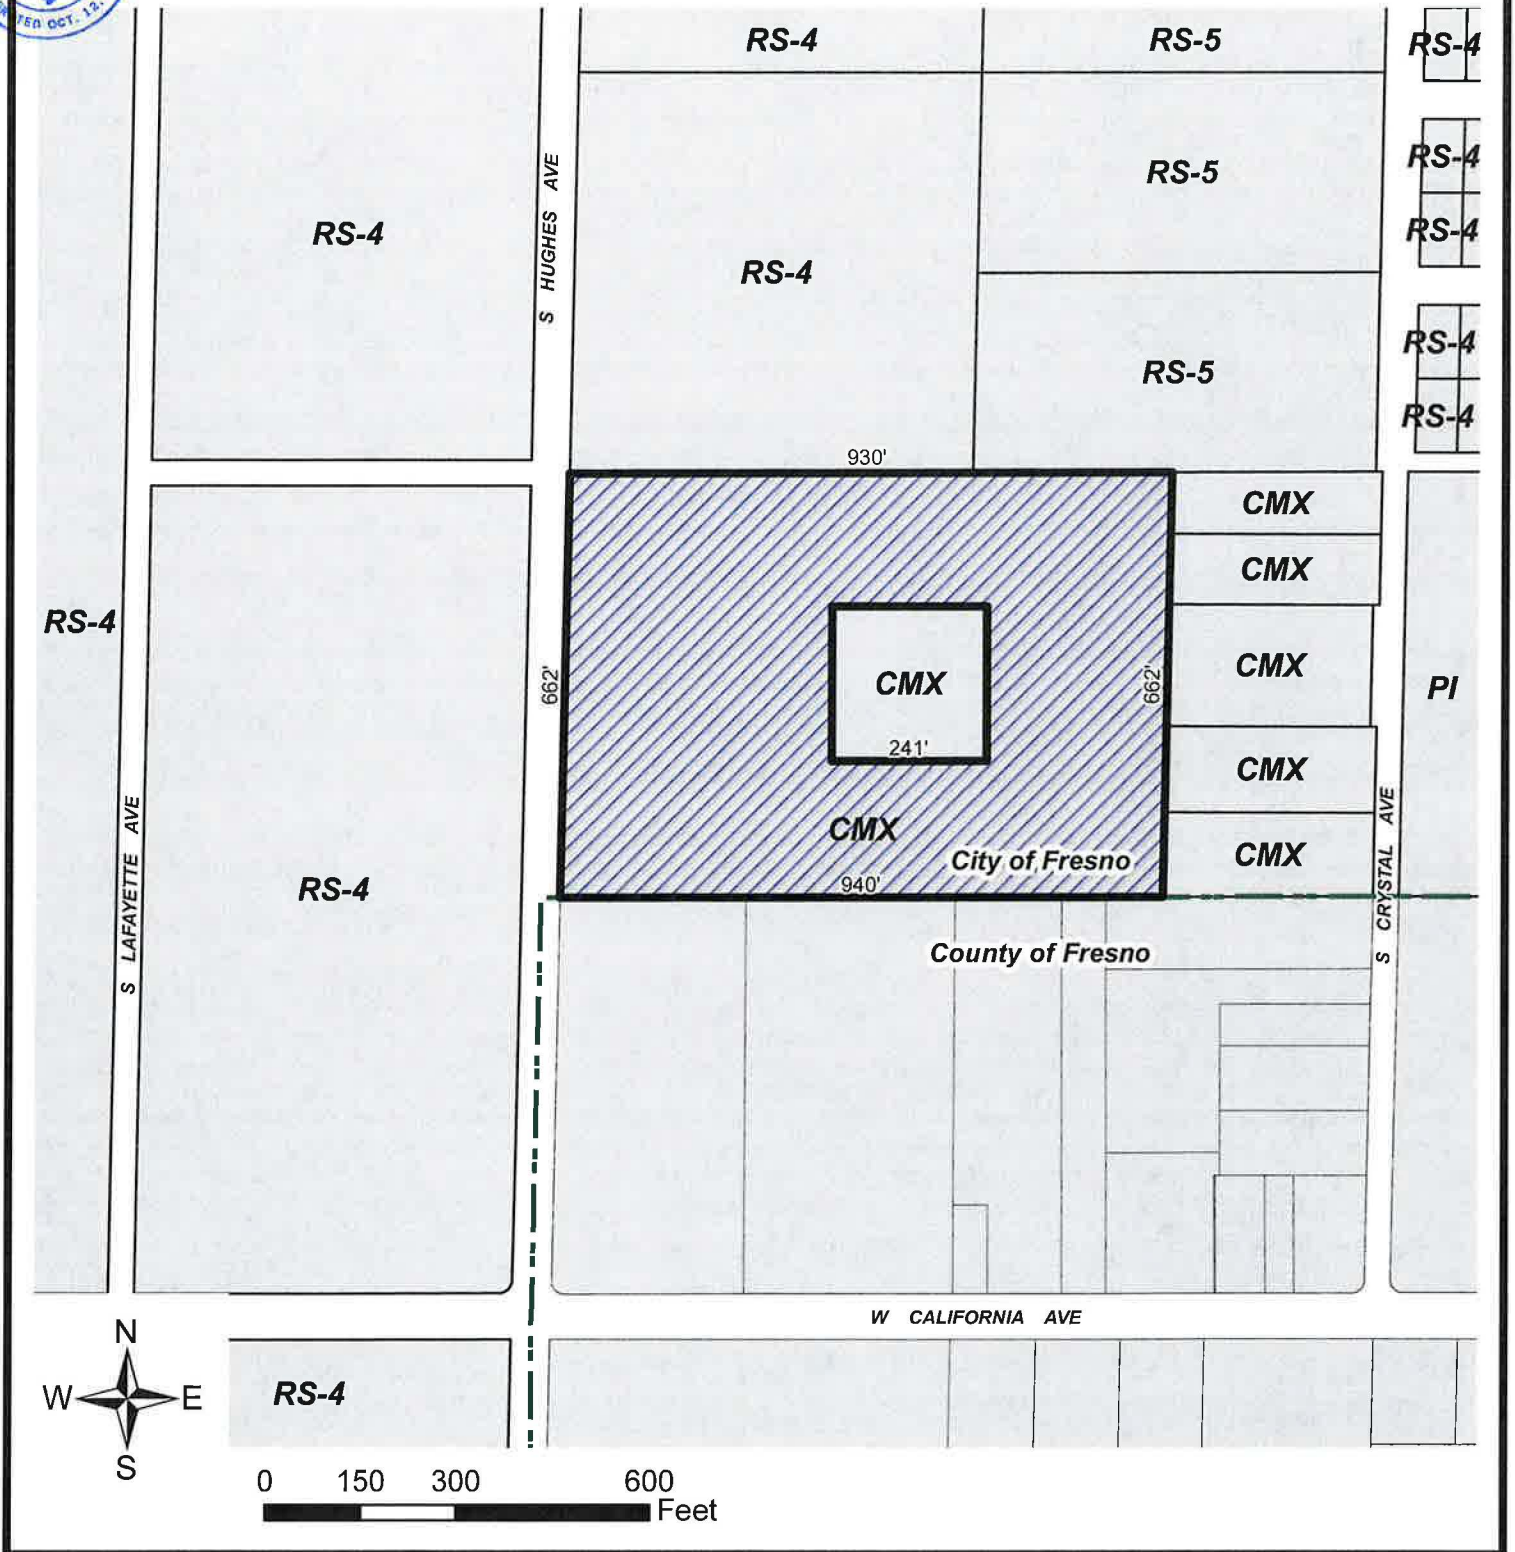 TED OCT. 12,
RS-4
RS-5
RS-4
RS-5
RS-4
RS-4
S HUGHES AVE
RS-4
RS-4
RS-4
RS-5
RS-4
930'
CMX
CMX
RS-4
662'
CMX
241'
662'
CMX
PI
CMX
CMX
City of Fresno
CMX
940'
S LAFAYETTE AVE
RS-4
S CRYSTAL AVE
County of Fresno
W CALIFORNIA AVE
N
W E
S
RS-4
0 150 300 600
Feet